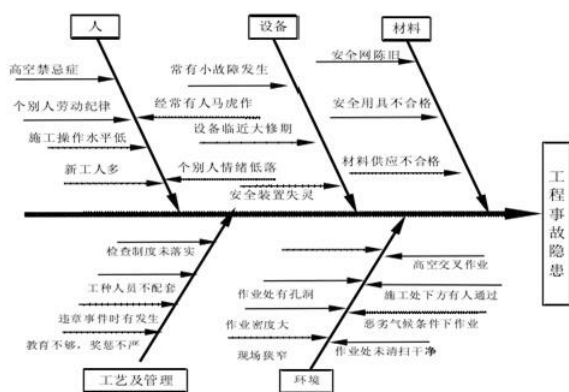 人
设备
材料
高空禁忌症
个别人劳动纪律
施工操作水平低
新工人多
经常有人马虎作
个别人情绪低落
常有小故障发生
设备临近大修期
安全装置失灵
安全网陈旧
安全用具不合格
材料供应不合格
工程事故隐患
检查制度未落实
工种人员不配套
违章事件时有发生
教育不够，奖惩不严
工艺及管理
作业处有孔洞
作业密度大
现场狭窄
高空交叉作业
施工处下方有人通过
恶劣气候条件下作业
作业处未清扫干净
环境